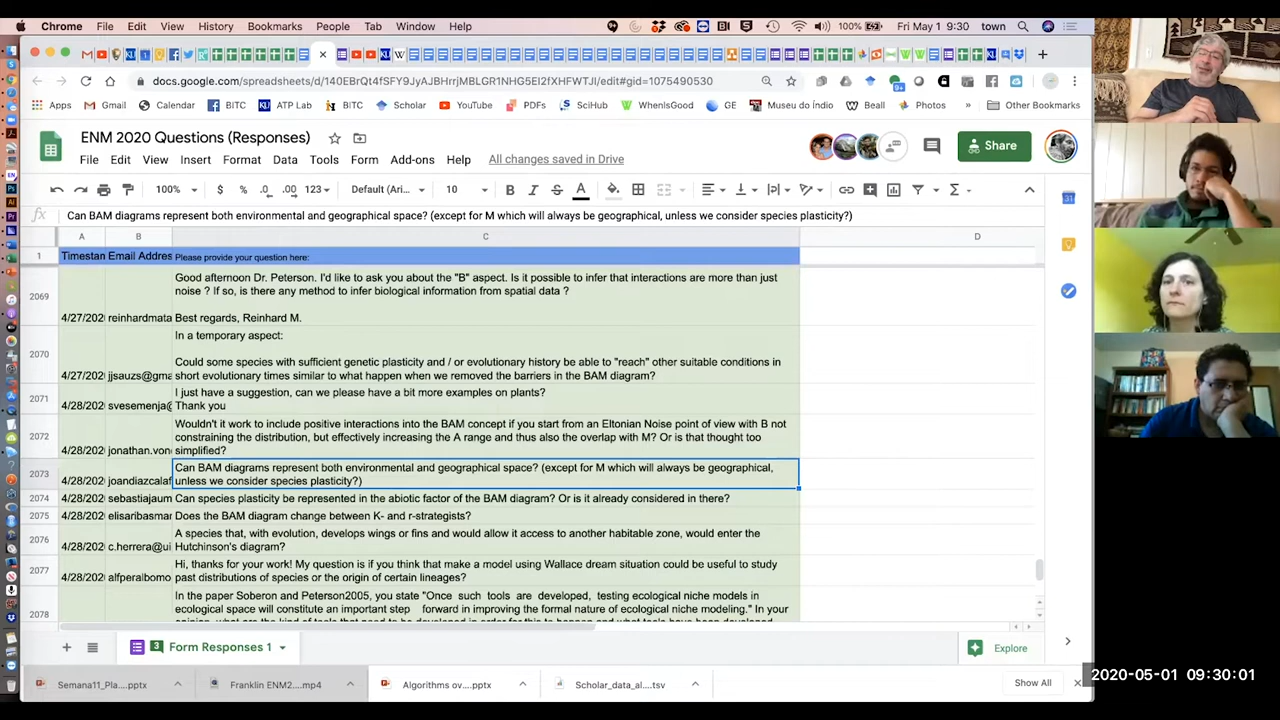 Chrome File Edit View History Bookmarks People Tab Window Help 100% Fri May 1 9:30 town
docs.google.com/spreadsheets/d/140EBrQt4fSFY9JyAJBHrrjMBLGR1NHG5EI2fXHFWTJI/edit#gid=1075490530
Apps Gmail Calendar BITC ATP Lab BITC Scholar YouTube PDFs SciHub WhenIsGood GE Museu do Índio Beall Photos » Other Bookmarks
ENM 2020 Questions (Responses)
Share
File Edit View Insert Format Data Tools Form Add-ons Help All changes saved in Drive
100% $ % .0 .00 123 Default (Ari... 10 B I S A
fx Can BAM diagrams represent both environmental and geographical space? (except for M which will always be geographical, unless we consider species plasticity?)
A B C D
1 Timestan Email Addres Please provide your question here:
Good afternoon Dr. Peterson. I'd like to ask you about the "B" aspect. Is it possible to infer that interactions are more than just
2069 noise ? If so, is there any method to infer biological information from spatial data ?
4/27/202 reinhardmata Best regards, Reinhard M.
In a temporary aspect:
2070 Could some species with sufficient genetic plasticity and / or evolutionary history be able to "reach" other suitable conditions in
4/27/202 jjsauzs@gma short evolutionary times similar to what happen when we removed the barriers in the BAM diagram?
2071 I just have a suggestion, can we please have a bit more examples on plants?
4/28/202 svesemenja@ Thank you
Wouldn't it work to include positive interactions into the BAM concept if you start from an Eltonian Noise point of view with B not
2072 constraining the distribution, but effectively increasing the A range and thus also the overlap with M? Or is that thought too
4/28/202 jonathan.von simplified?
2073 Can BAM diagrams represent both environmental and geographical space? (except for M which will always be geographical,
4/28/202 joandiazcalaf unless we consider species plasticity?)
2074 4/28/202 sebastiajaum Can species plasticity be represented in the abiotic factor of the BAM diagram? Or is it already considered in there?
2075 4/28/202 elisaribasmar Does the BAM diagram change between K- and r-strategists?
2076 A species that, with evolution, develops wings or fins and would allow it access to another habitable zone, would enter the
4/28/202 c.herrera@ui Hutchinson's diagram?
2077 Hi, thanks for your work! My question is if you think that make a model using Wallace dream situation could be useful to study
4/28/202 alfperalbomo past distributions of species or the origin of certain lineages?
In the paper Soberon and Peterson2005, you state "Once such tools are developed, testing ecological niche models in
2078 ecological space will constitute an important step forward in improving the formal nature of ecological niche modeling." In your
3 Form Responses 1 Explore
Semana11_Pla....pptx Franklin ENM2....mp4 Algorithms ov....pptx Scholar_data_al....tsv Show All
2020-05-01 09:30:01